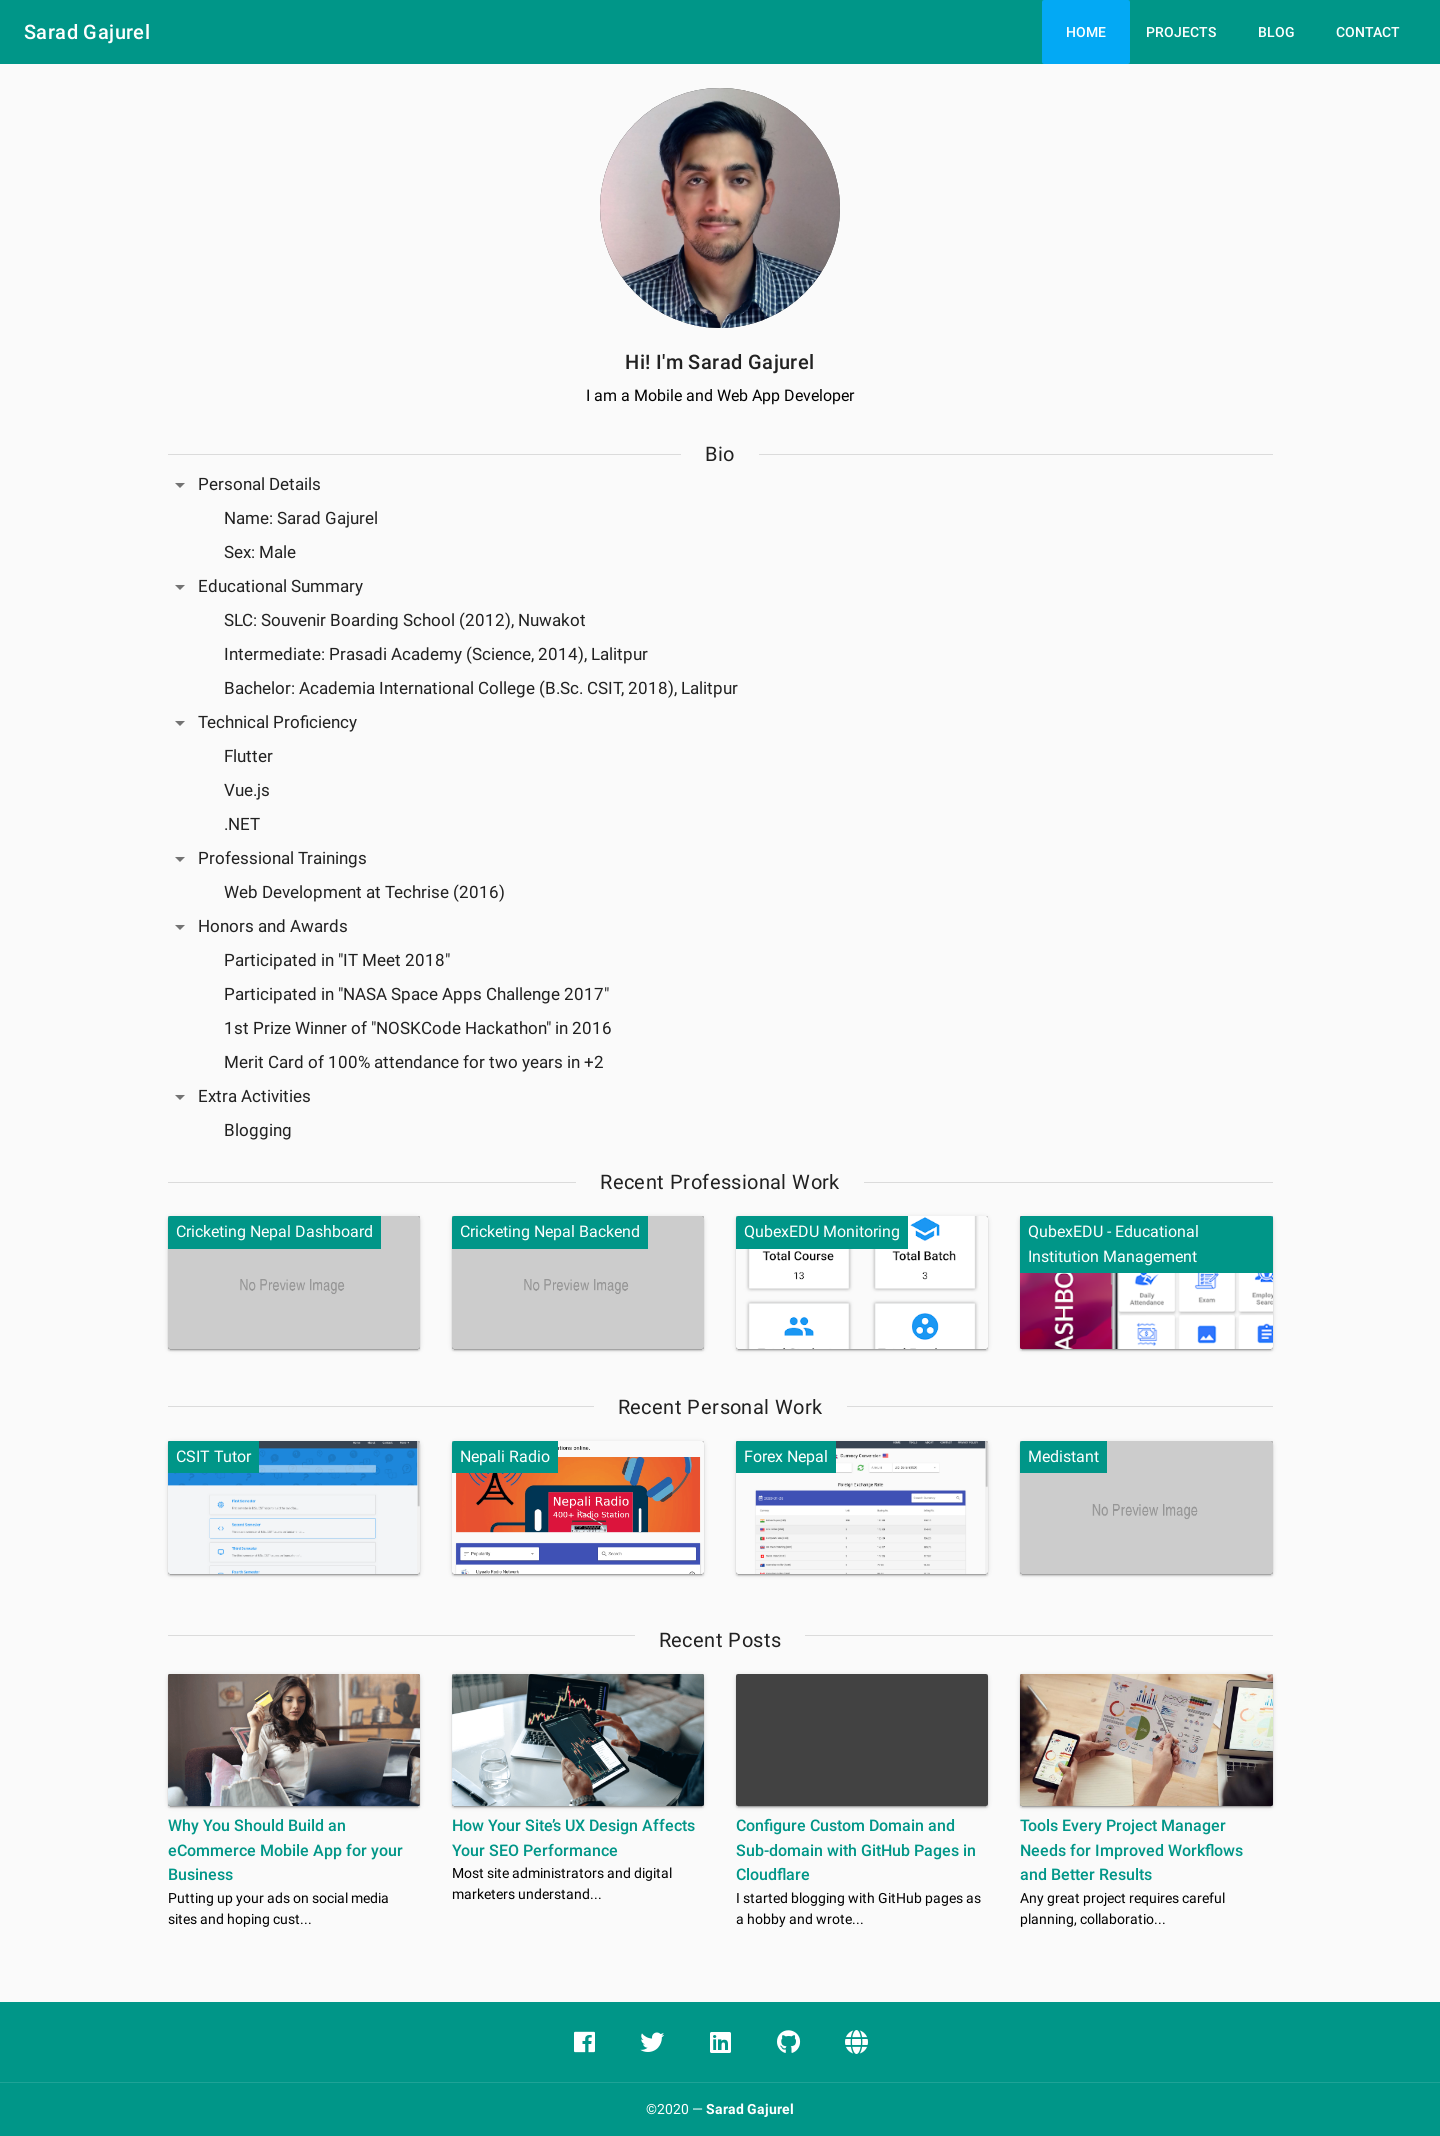 Sarad Gajurel
HOME
PROJECTS
BLOG
CONTACT
Hi! I'm Sarad Gajurel
I am a Mobile and Web App Developer
Bio
Personal Details
Name: Sarad Gajurel
Sex: Male
Educational Summary
SLC: Souvenir Boarding School (2012), Nuwakot
Intermediate: Prasadi Academy (Science, 2014), Lalitpur
Bachelor: Academia International College (B.Sc. CSIT, 2018), Lalitpur
Technical Proficiency
Flutter
Vue.js
.NET
Professional Trainings
Web Development at Techrise (2016)
Honors and Awards
Participated in "IT Meet 2018"
Participated in "NASA Space Apps Challenge 2017"
1st Prize Winner of "NOSKCode Hackathon" in 2016
Merit Card of 100% attendance for two years in +2
Extra Activities
Blogging
Recent Professional Work
Cricketing Nepal Dashboard
No Preview Image
Cricketing Nepal Backend
No Preview Image
QubexEDU Monitoring
Total Course
13
Total Batch
3
QubexEDU - Educational
Institution Management
Daily
Attendance
Exam
Recent Personal Work
CSIT Tutor
Nepali Radio
online.
Nepali Radio
400+ Radio Station
Popularity
Search
Forex Nepal
Currency Converter
Foreign Exchange Rate
Medistant
No Preview Image
Recent Posts
Why You Should Build an
eCommerce Mobile App for your
Business
Putting up your ads on social media
sites and hoping cust...
How Your Site's UX Design Affects
Your SEO Performance
Most site administrators and digital
marketers understand...
Configure Custom Domain and
Sub-domain with GitHub Pages in
Cloudflare
I started blogging with GitHub pages as
a hobby and wrote...
Tools Every Project Manager
Needs for Improved Workflows
and Better Results
Any great project requires careful
planning, collaboratio...
©2020 — Sarad Gajurel